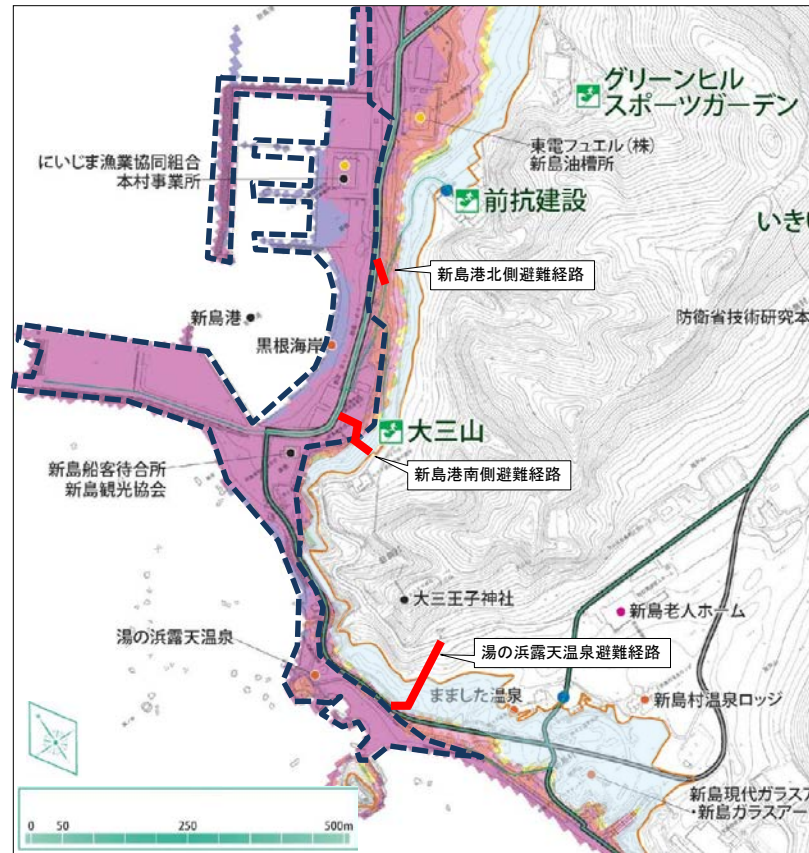 グリーンヒル
スポーツガーデン
東電フュエル(株)
新島油槽所
にいじま漁業協同組合
本村事業所
前抗建設
いき
新島港北側避難経路
新島港
防衛省技術研究本
黒根海岸
大三山
新島港南側避難経路
新島船客待合所
新島観光協会
大三王子神社
新島老人ホーム
湯の浜露天温泉
湯の浜露天温泉避難経路
まました温泉
新島村温泉ロッジ
新島現代ガラスア
・新島ガラスアー
0 50 250 500m